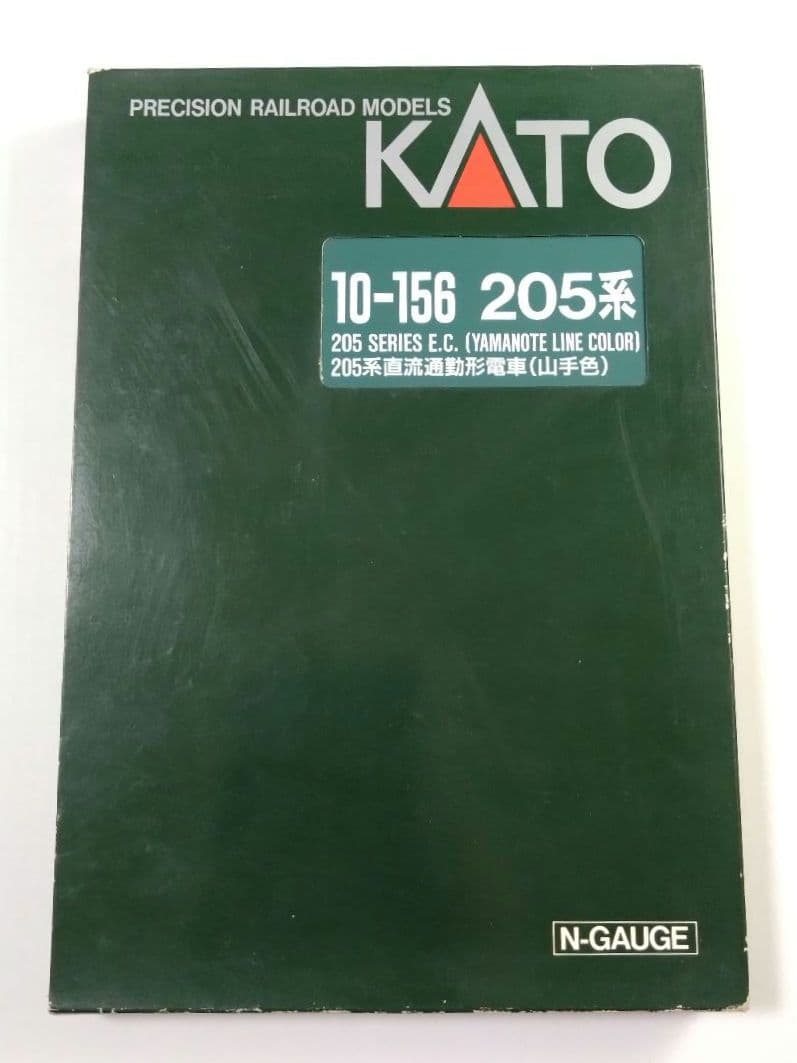 PRECISION RAILROAD MODELS
KATO
10-156 205系
205 SERIES E.C. (YAMANOTE LINE COLOR)
205系直流通勤形電車(山手色)
N-GAUGE